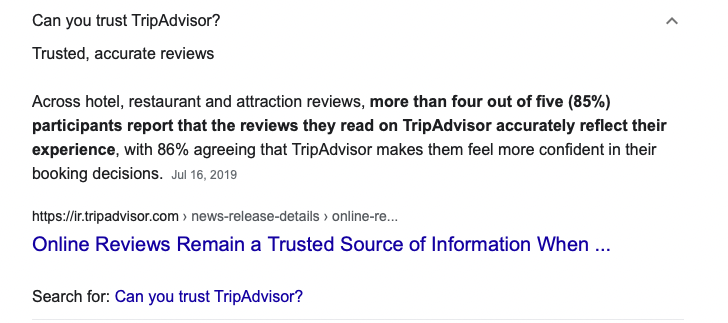 Can you trust TripAdvisor?
Trusted, accurate reviews
Across hotel, restaurant and attraction reviews, more than four out of five (85%)
participants report that the reviews they read on TripAdvisor accurately reflect their
experience, with 86% agreeing that TripAdvisor makes them feel more confident in their
booking decisions. Jul 16, 2019
https://ir.tripadvisor.com › news-release-details › online-re...
Online Reviews Remain a Trusted Source of Information When ...
Search for: Can you trust TripAdvisor?